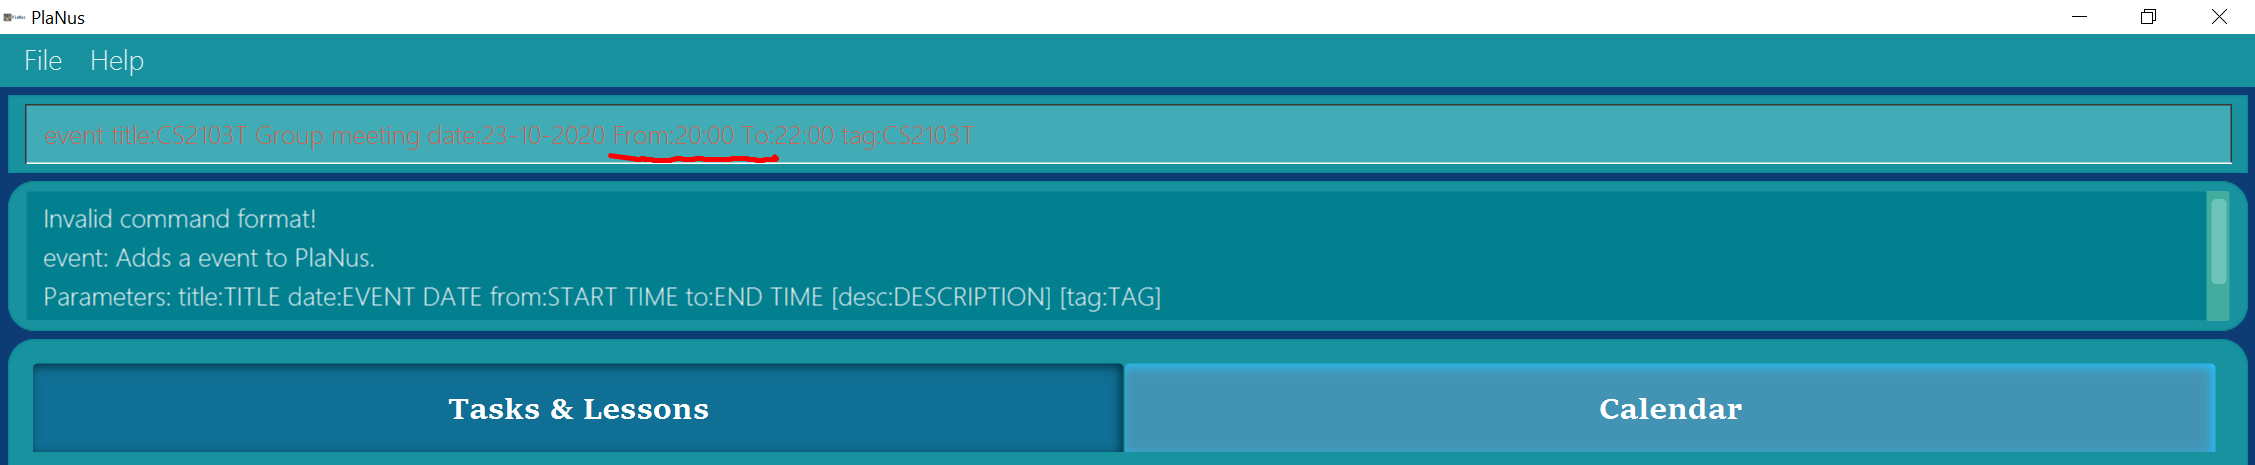 PlaNus
File Help
event title:CS2103T Group meeting date:23-10-2020 From:20:00 To:22:00 tag:CS2103T
Invalid command format!
event: Adds a event to PlaNus.
Parameters: title:TITLE date:EVENT DATE from:START TIME to:END TIME [desc:DESCRIPTION] [tag:TAG]
Tasks & Lessons Calendar